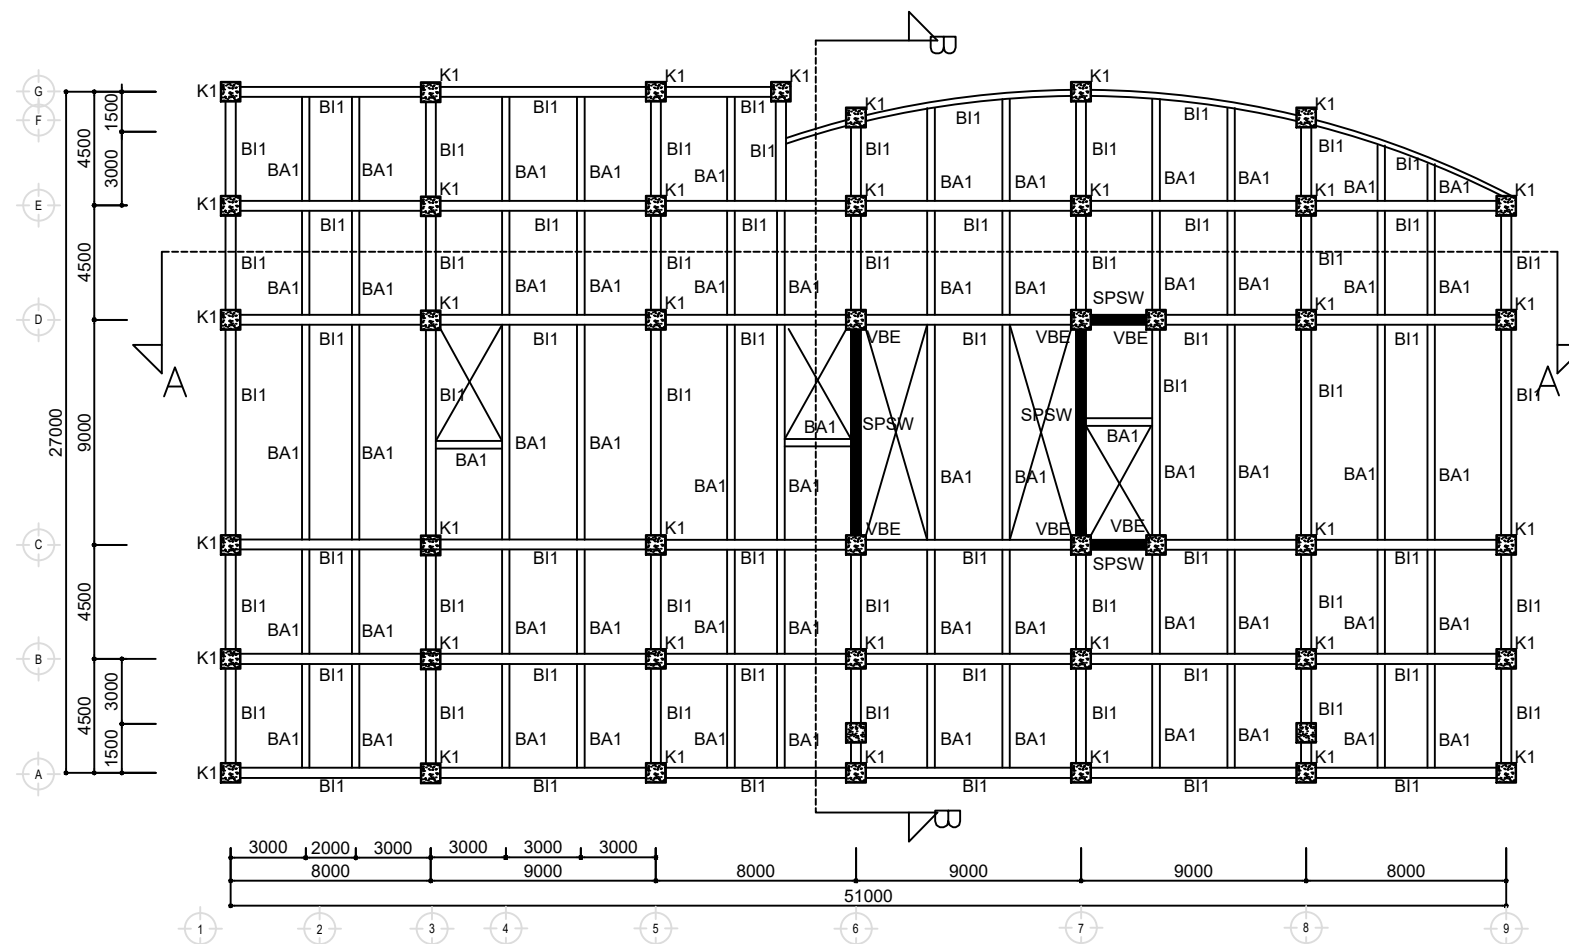 B
K1 K1 K1 K1 K1
G
BI1 BI1 BI1 K1 BI1 BI1 K1
F
1500
4500
BI1 BI1 BI1 BI1 BI1 BI1 BI1 BI1
3000
BA1 BA1 BA1 BA1 BA1 BA1 BA1 BA1 BA1 BA1 BA1
K1 K1 K1 K1 K1 K1 K1 K1
E
BI1 BI1 BI1 BI1 BI1 BI1
4500
BI1 BI1 BI1 BI1 BI1 BI1 BI1
BA1 BA1 BA1 BA1 BA1 BA1 BA1 BA1 BA1 BA1 BA1 BA1
SPSW
K1 K1 K1 K1 K1
D
BI1 BI1 BI1 VBE BI1 VBE VBE BI1 BI1
A A
BI1 BI1 BI1 BI1 BI1 BI1
27000
9000
SPSW SPSW
BA1 BA1 BA1 BA1 BA1 BA1 BA1
BA1 BA1 BA1 BA1 BA1 BA1 BA1 BA1
K1 K1 K1 VBE VBE VBE K1 K1
C
BI1 BI1 BI1 BI1 SPSW BI1 BI1
4500
BI1 BI1 BI1 BI1 BI1 BI1 BI1
BA1 BA1 BA1 BA1 BA1 BA1 BA1 BA1 BA1 BA1 BA1 BA1
K1 K1 K1 K1 K1 K1 K1
B
BI1 BI1 BI1 BI1 BI1 BI1
3000
4500
BI1 BI1 BI1 BI1 BI1 BI1 BI1
1500
BA1 BA1 BA1 BA1 BA1 BA1 BA1 BA1 BA1 BA1 BA1 BA1
K1 K1 K1 K1 K1 K1 K1
A
BI1 BI1 BI1 BI1 BI1 BI1
B
3000 2000 3000 3000 3000 3000
8000 9000 8000 9000 9000 8000
51000
1 2 3 4 5 6 7 8 9